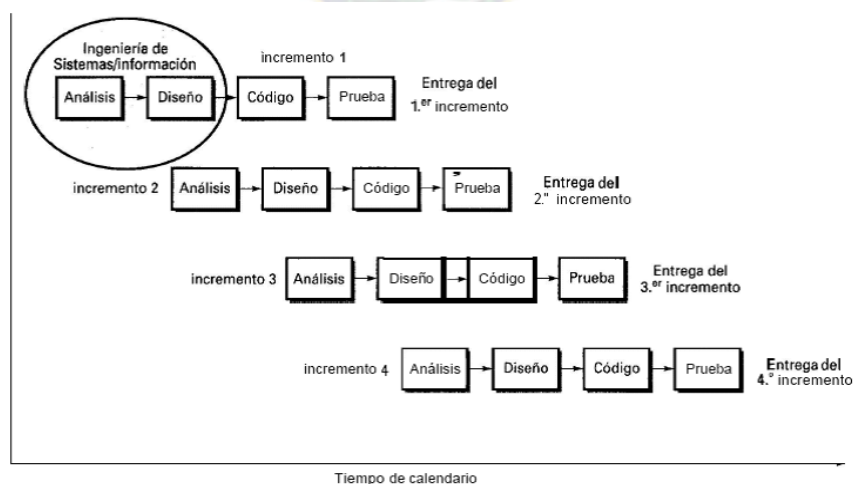 Ingeniería de
Sistemas/información
incremento 1
Análisis
Diseño
Código
Prueba
Entrega del
1.er incremento
incremento 2
Análisis
Diseño
Código
Prueba
Entrega del
2.º incremento
incremento 3
Análisis
Diseño
Código
Prueba
Entrega del
3.er incremento
incremento 4
Análisis
Diseño
Código
Prueba
Entrega del
4.º incremento
Tiempo de calendario